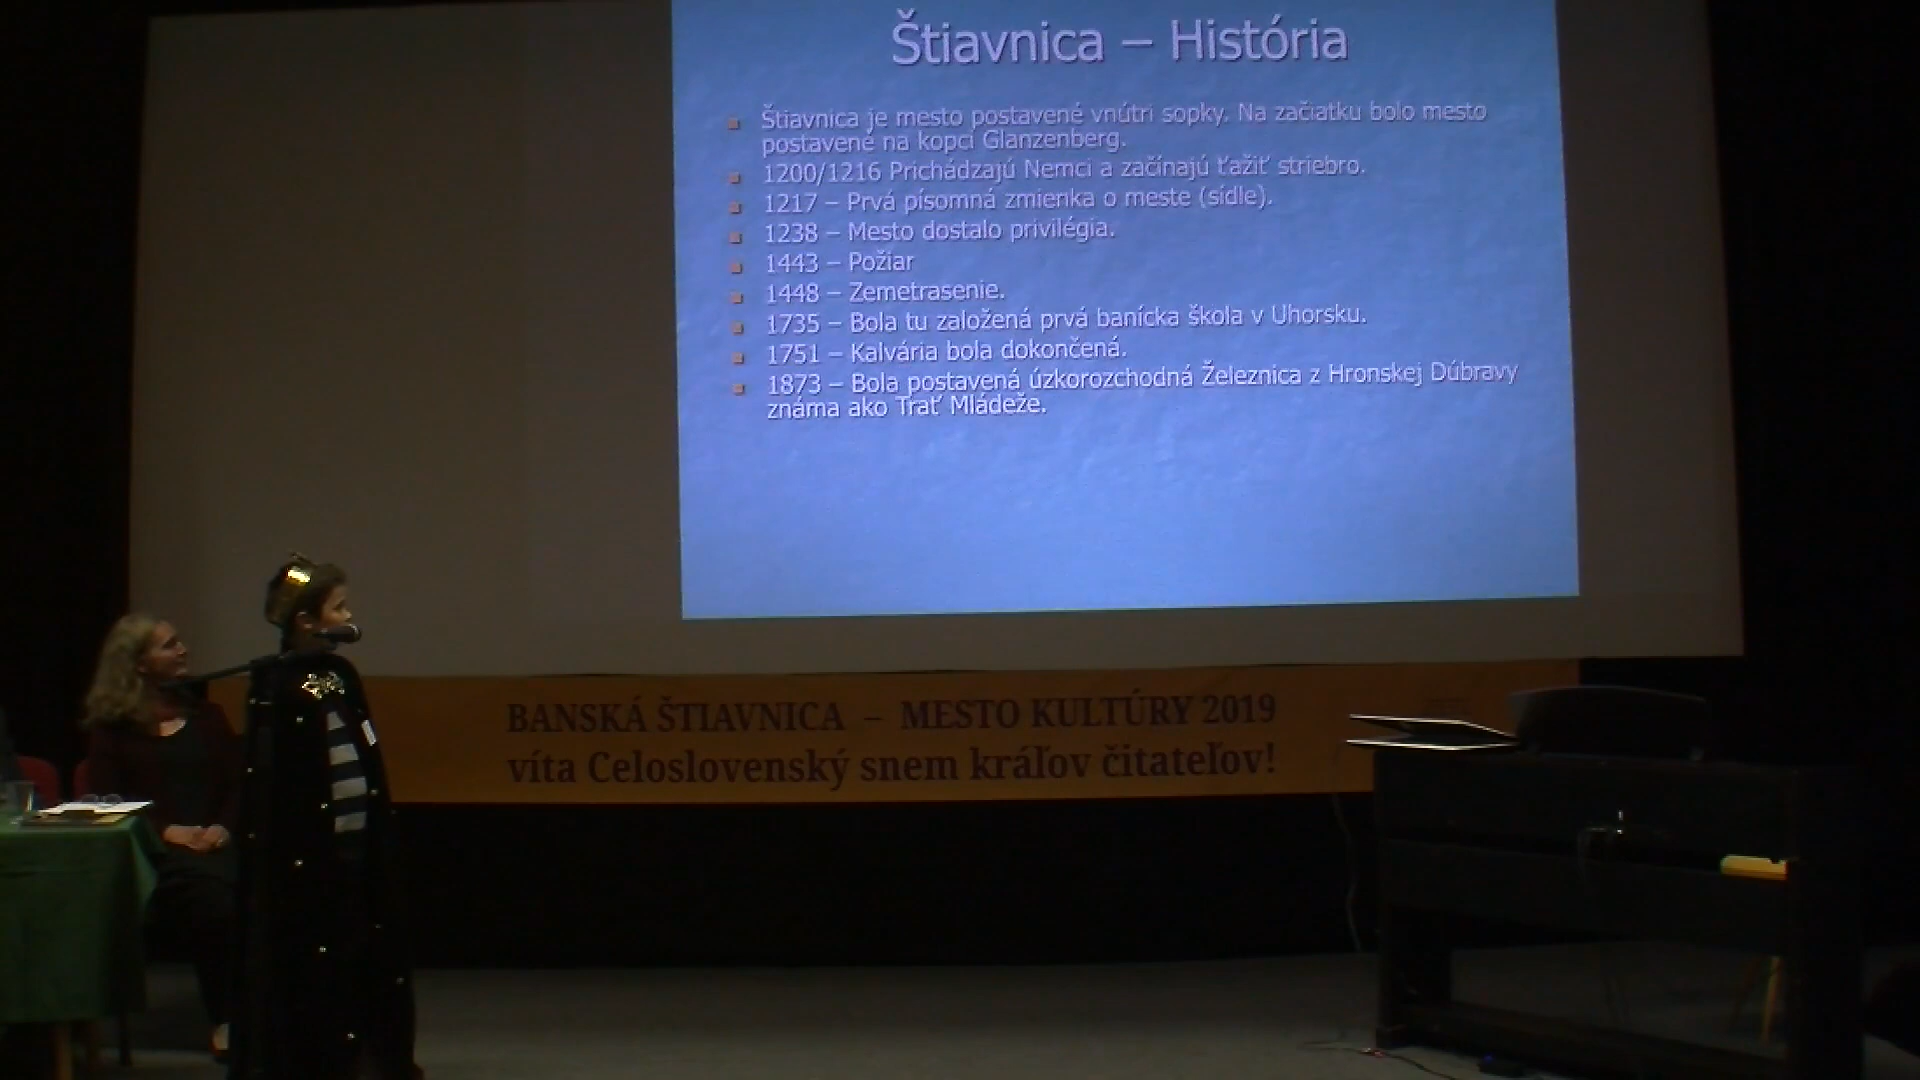 Štiavnica – História
Štiavnica je mesto postavené vnútri sopky. Na začiatku bolo mesto
postavené na kopci Glanzenberg.
1200/1216 Prichádzajú Nemci a začínajú ťažiť striebro.
1217 – Prvá písomná zmienka o meste (sídle).
1238 – Mesto dostalo privilégia.
1443 – Požiar
1448 – Zemetrasenie.
1735 – Bola tu založená prvá banícka škola v Uhorsku.
1751 – Kalvária bola dokončená.
1873 – Bola postavená úzkorozchodná Železnica z Hronskej Dúbravy
známa ako Trať Mládeže.
BANSKÁ ŠTIAVNICA – MESTO KULTÚRY 2019
víta Celoslovenský snem kráľov čitateľov!